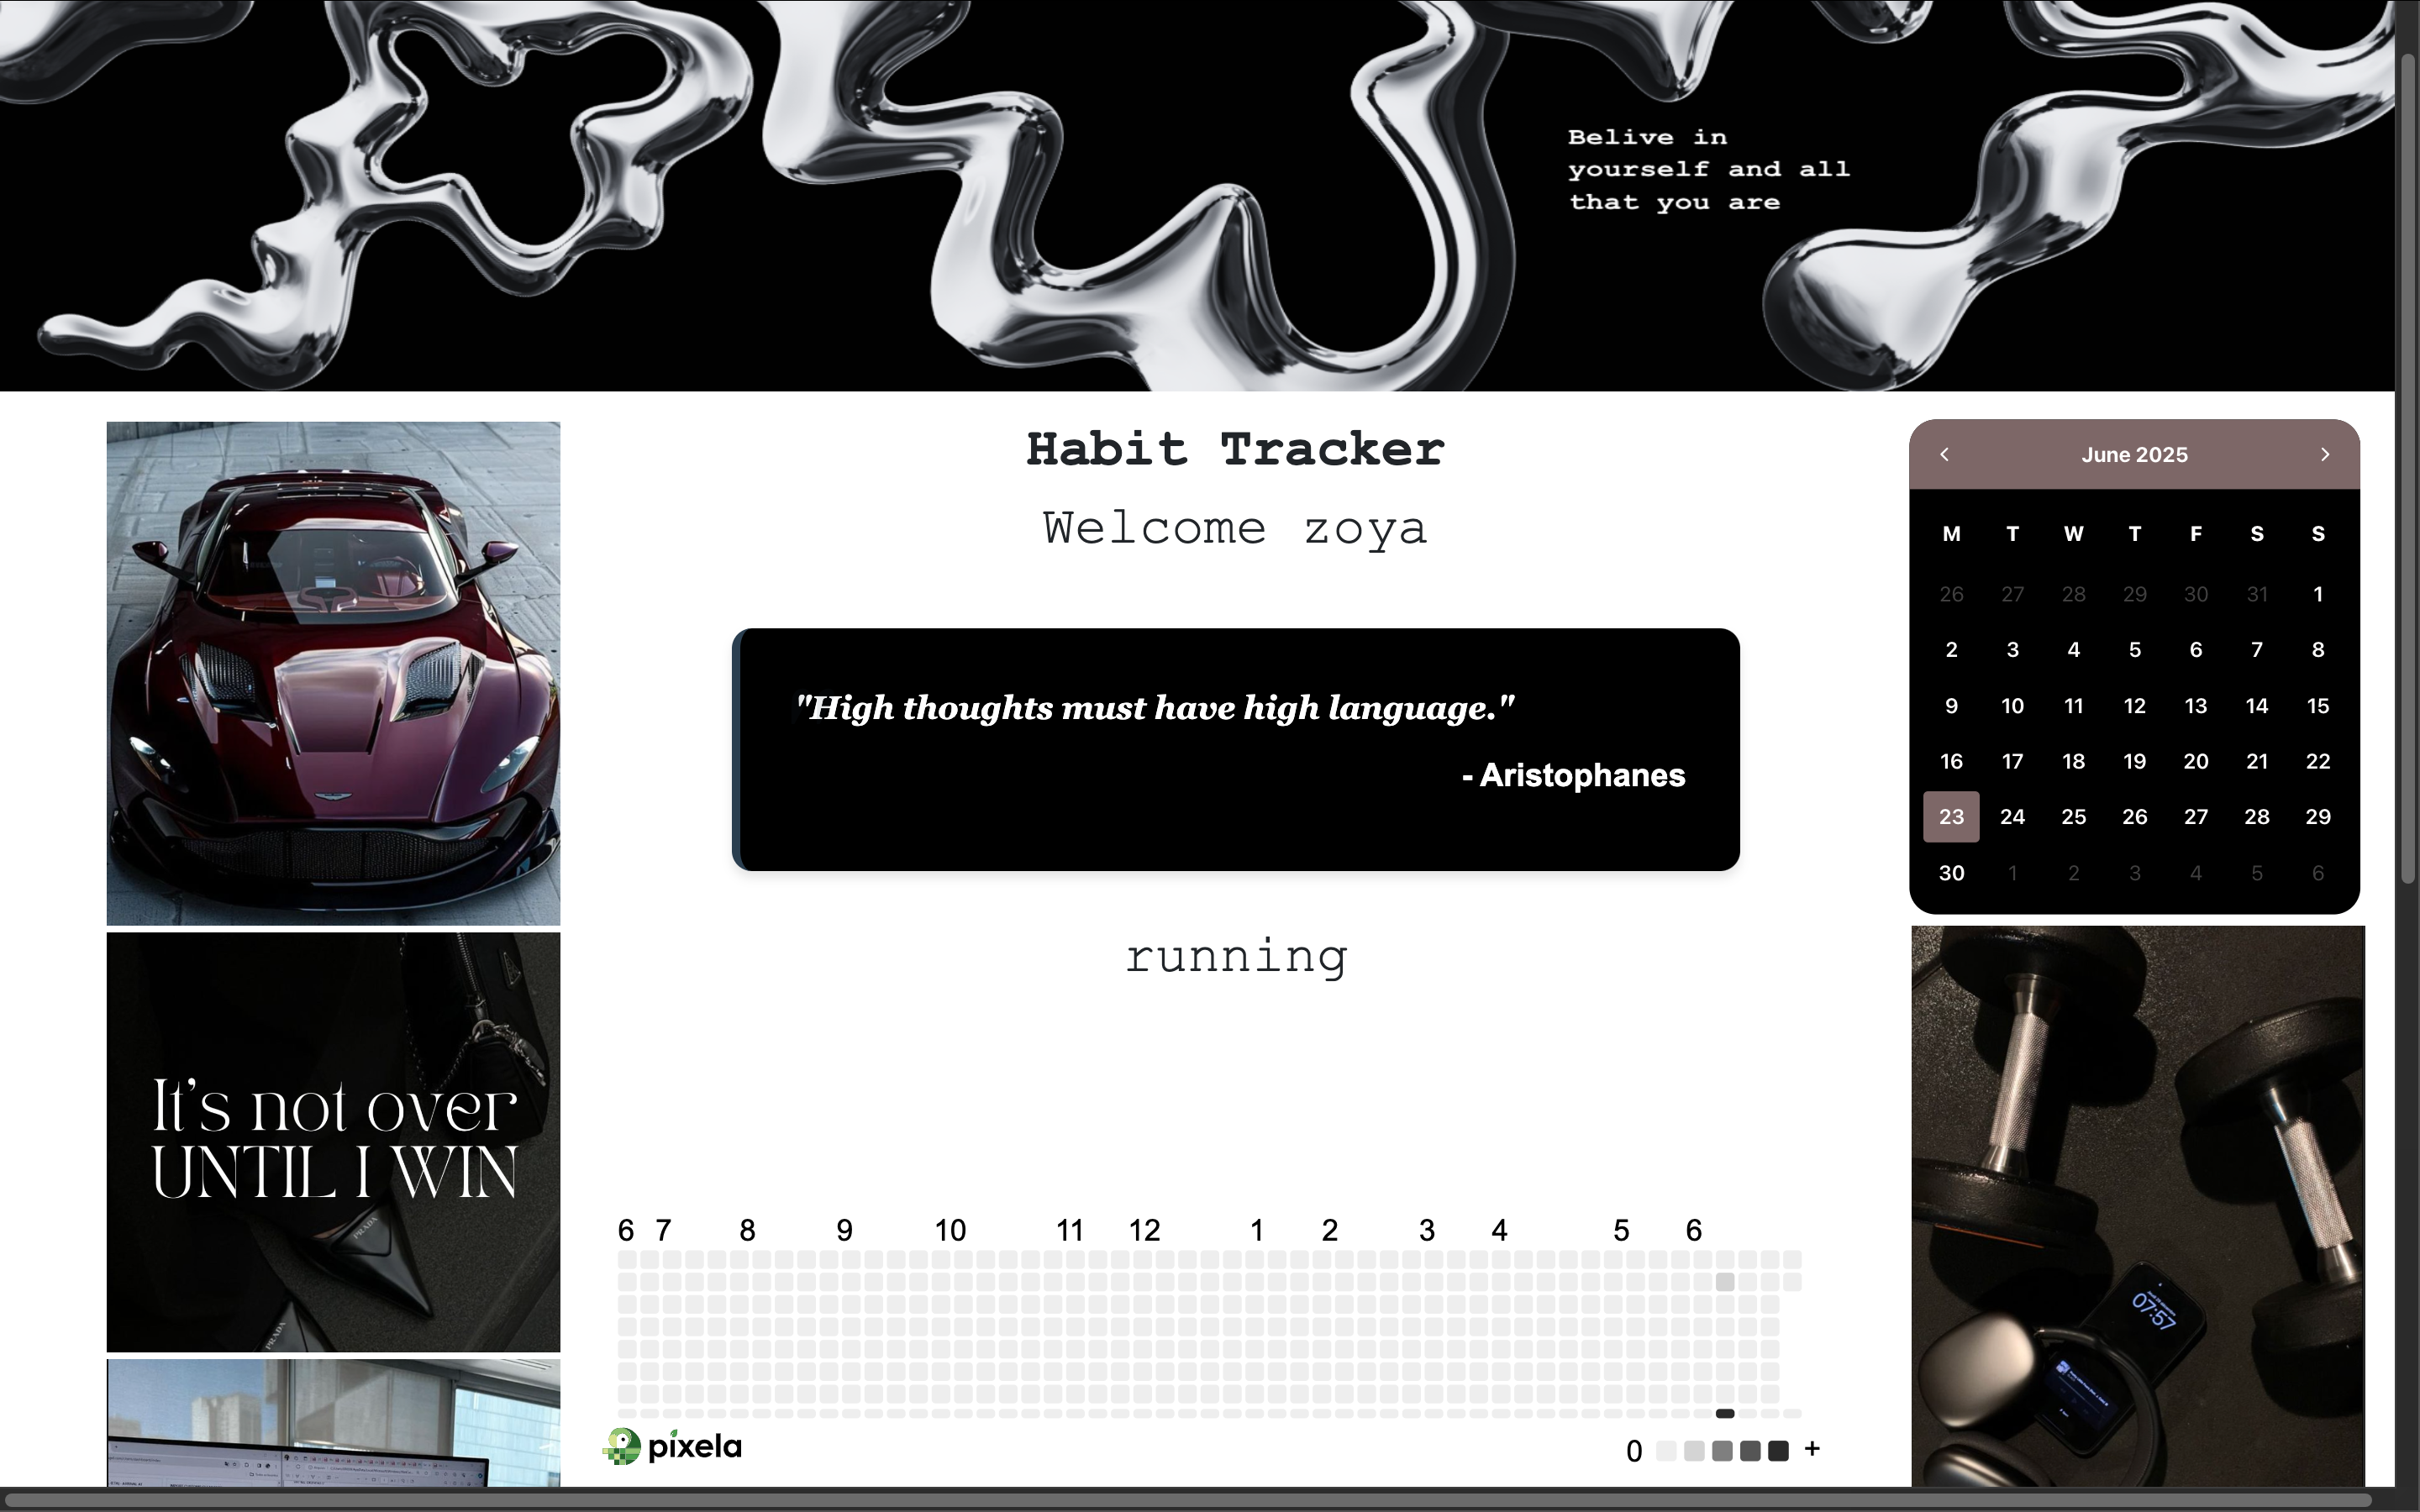 Belive in
yourself and all
that you are
Habit Tracker
Welcome zoya
"High thoughts must have high language."
- Aristophanes
running
6 7 8 9 10 11 12 1 2 3 4 5 6
pixela
0 +
It's not over
UNTIL I WIN
PRADA
PRADA
June 2025
M T W T F S S
26 27 28 29 30 31 1
2 3 4 5 6 7 8
9 10 11 12 13 14 15
16 17 18 19 20 21 22
23 24 25 26 27 28 29
30 1 2 3 4 5 6
07:57